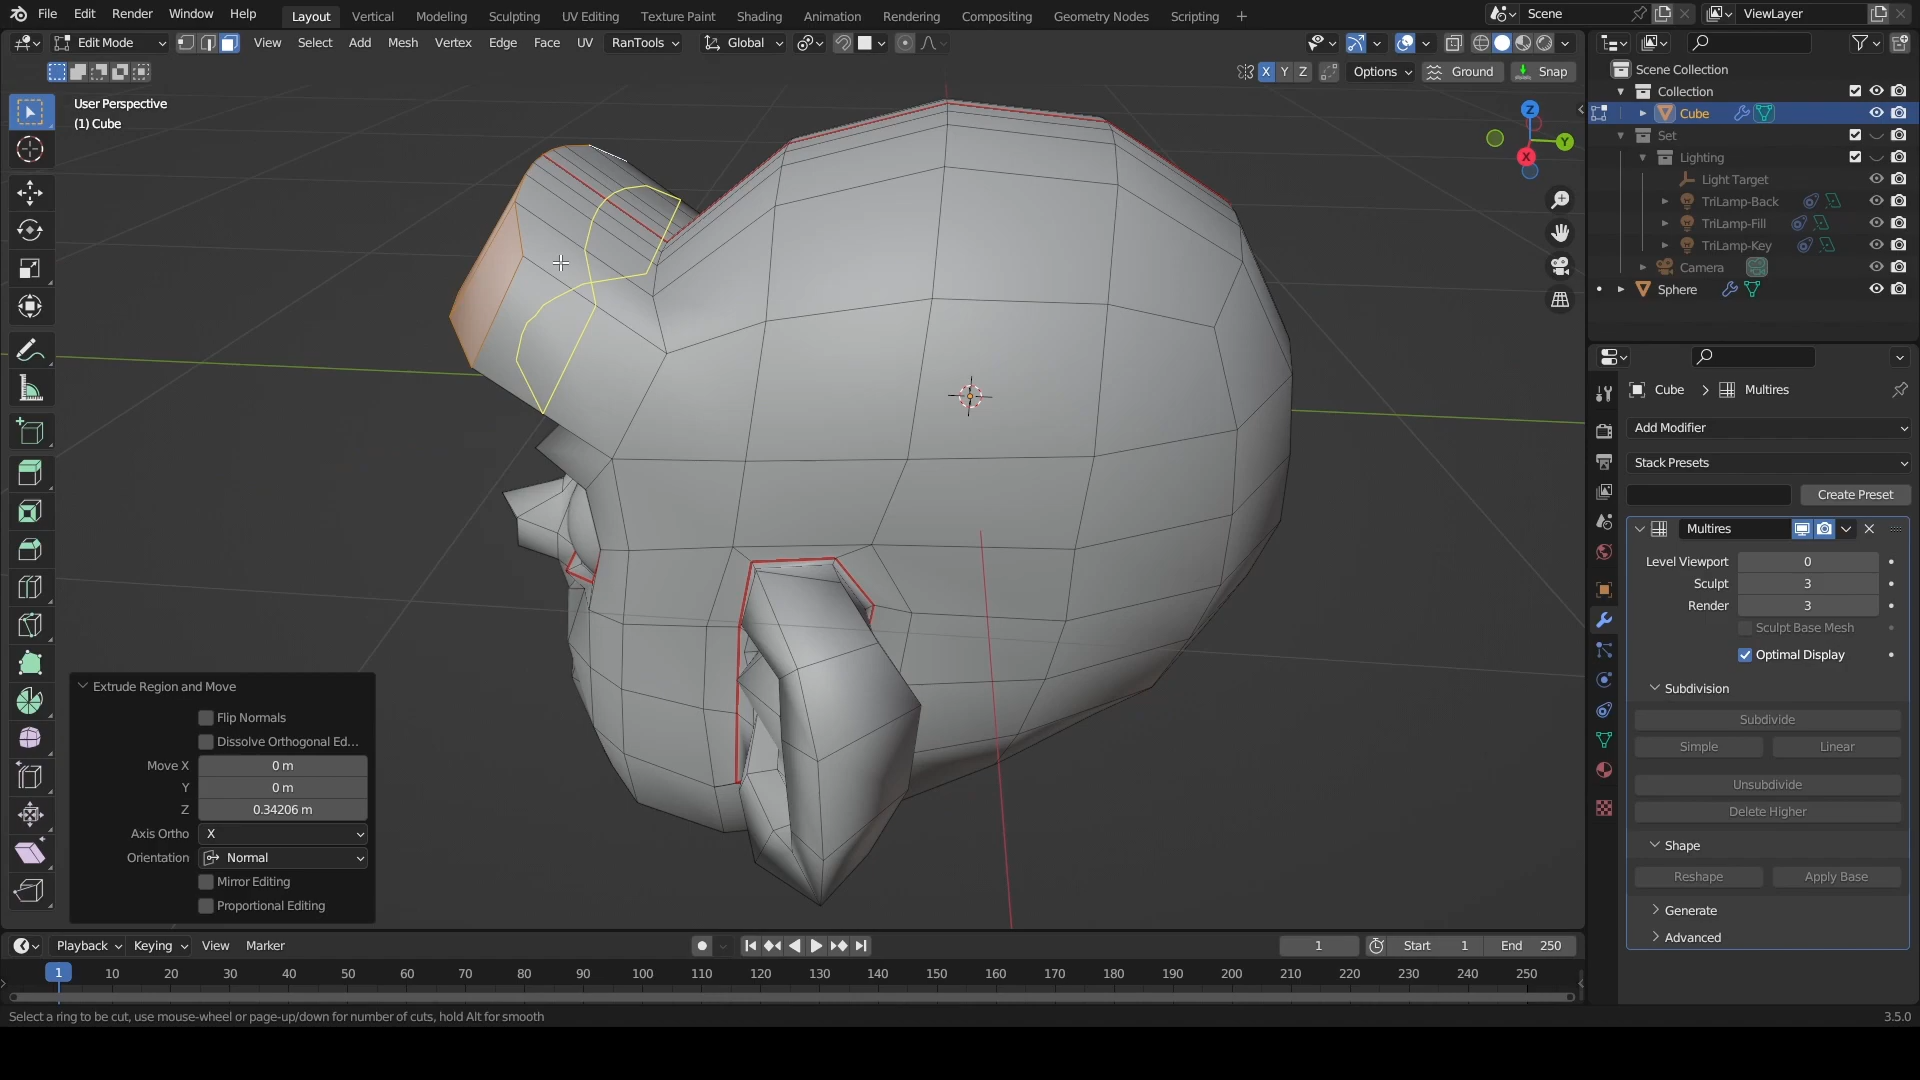 File Edit Render Window Help Layout Vertical Modeling Sculpting UV Editing Texture Paint Shading Animation Rendering Compositing Geometry Nodes Scripting + Scene ViewLayer
Edit Mode View Select Add Mesh Vertex Edge Face UV RanTools Global
X Y Z Options Ground Snap
User Perspective
(1) Cube
Z
Y
X
Scene Collection
Collection
Cube
Set
Lighting
Light Target
TriLamp-Back
TriLamp-Fill
TriLamp-Key
Camera
Sphere
Cube > Multires
Add Modifier
Stack Presets
Create Preset
Multires
Level Viewport 0
Sculpt 3
Render 3
Sculpt Base Mesh
Optimal Display
Subdivision
Subdivide
Simple Linear
Unsubdivide
Delete Higher
Shape
Reshape Apply Base
Generate
Advanced
Extrude Region and Move
Flip Normals
Dissolve Orthogonal Ed...
Move X 0 m
Y 0 m
Z 0.34206 m
Axis Ortho X
Orientation Normal
Mirror Editing
Proportional Editing
Playback Keying View Marker 1 Start 1 End 250
1 10 20 30 40 50 60 70 80 90 100 110 120 130 140 150 160 170 180 190 200 210 220 230 240 250
Select a ring to be cut, use mouse-wheel or page-up/down for number of cuts, hold Alt for smooth 3.5.0